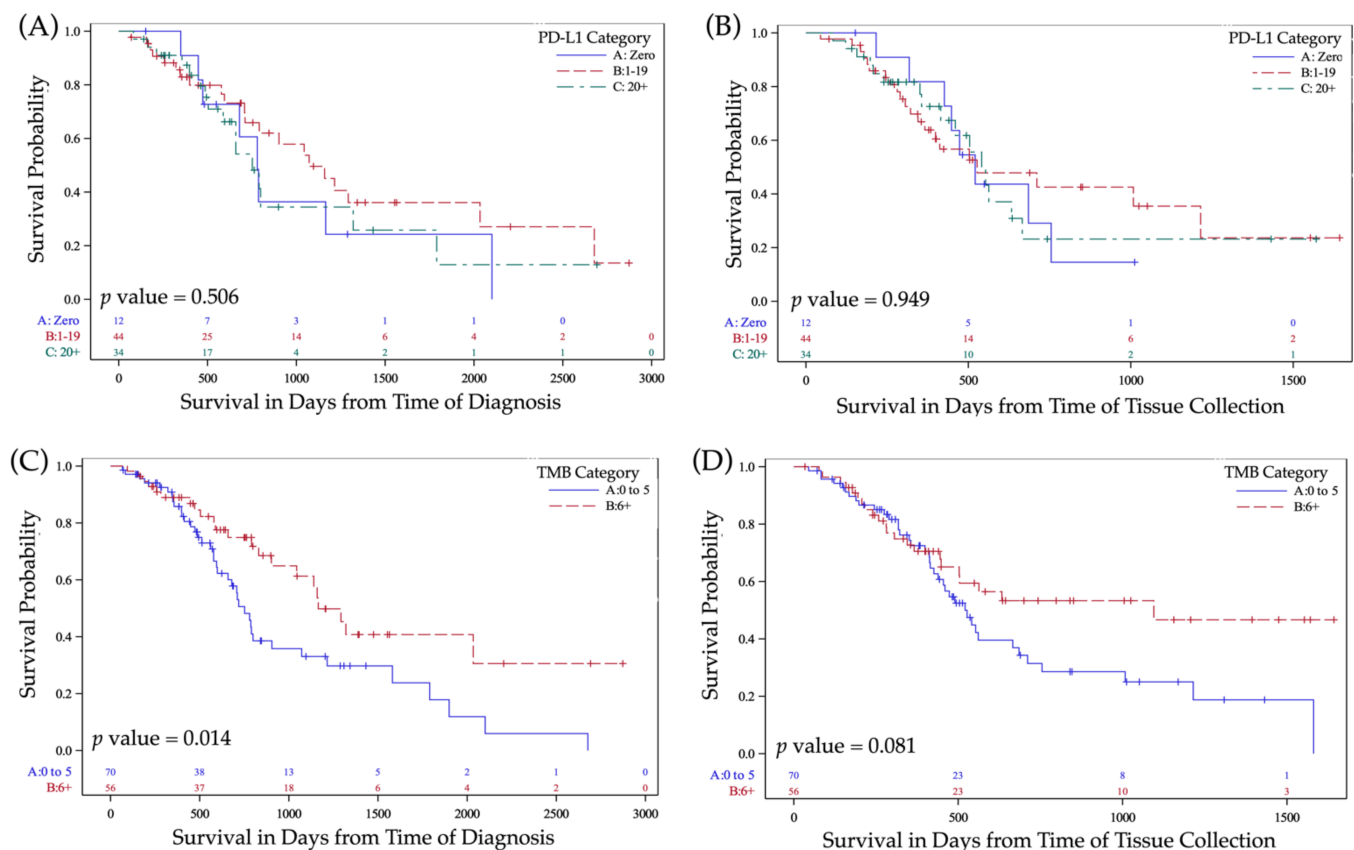 (A)
PD-L1 Category
A: Zero
B:1-19
C: 20+
Survival Probability
1.0
0.8
0.6
0.4
0.2
0.0
p value = 0.506
A: Zero 12 7 3 1 1 0
B:1-19 44 25 14 6 4 2 0
C: 20+ 34 17 4 2 1 1 0
0 500 1000 1500 2000 2500 3000
Survival in Days from Time of Diagnosis
(B)
PD-L1 Category
A: Zero
B:1-19
C: 20+
Survival Probability
1.0
0.8
0.6
0.4
0.2
0.0
p value = 0.949
A: Zero 12 5 1 0
B:1-19 44 14 6 2
C: 20+ 34 10 2 1
0 500 1000 1500
Survival in Days from Time of Tissue Collection
(C)
TMB Category
A:0 to 5
B:6+
Survival Probability
1.0
0.8
0.6
0.4
0.2
0.0
p value = 0.014
A:0 to 5 70 38 13 5 2 1 0
B:6+ 56 37 18 6 4 2 0
0 500 1000 1500 2000 2500 3000
Survival in Days from Time of Diagnosis
(D)
TMB Category
A:0 to 5
B:6+
Survival Probability
1.0
0.8
0.6
0.4
0.2
0.0
p value = 0.081
A:0 to 5 70 23 8 1
B:6+ 56 23 10 3
0 500 1000 1500
Survival in Days from Time of Tissue Collection